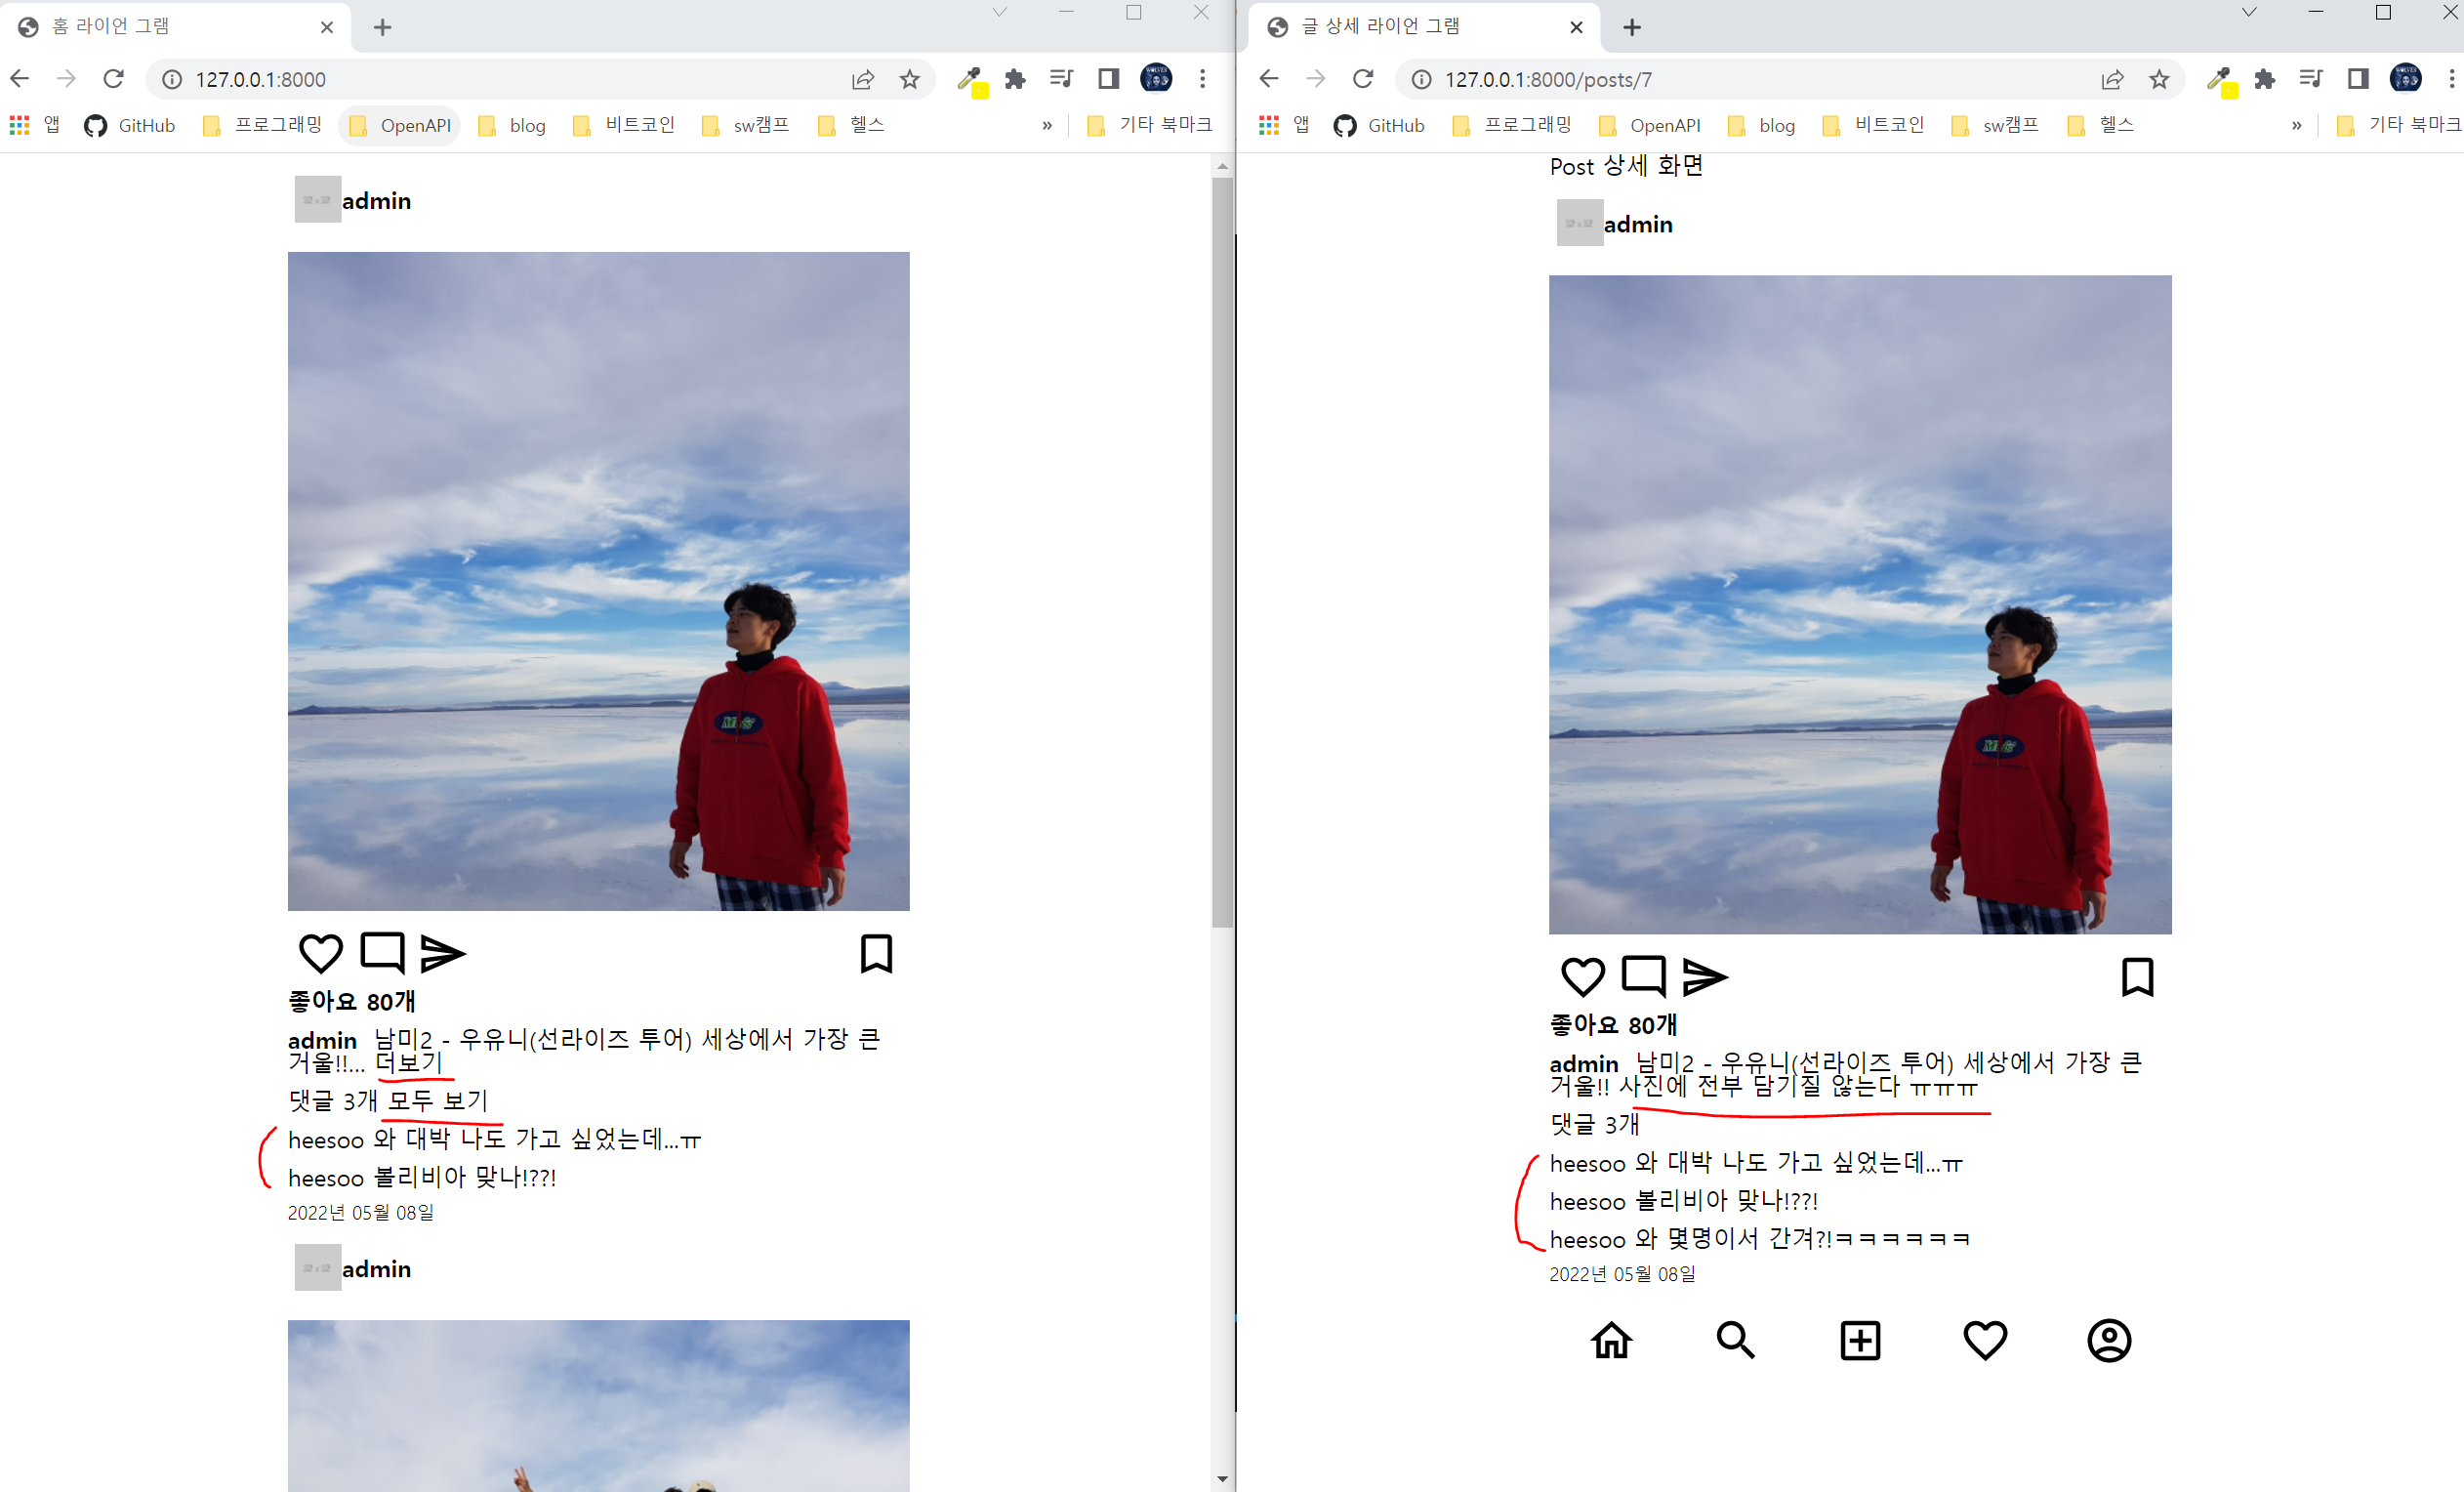 홈 라이언 그램
127.0.0.1:8000
앱 GitHub 프로그래밍 OpenAPI blog 비트코인 sw캠프 헬스 » 기타 북마크
admin
좋아요 80개
admin 남미2 - 우유니(선라이즈 투어) 세상에서 가장 큰
거울!!... 더보기
댓글 3개 모두 보기
heesoo 와 대박 나도 가고 싶었는데...ㅠ
heesoo 볼리비아 맞나!??!
2022년 05월 08일
admin
글 상세 라이언 그램
127.0.0.1:8000/posts/7
앱 GitHub 프로그래밍 OpenAPI blog 비트코인 sw캠프 헬스 » 기타 북마크
Post 상세 화면
admin
좋아요 80개
admin 남미2 - 우유니(선라이즈 투어) 세상에서 가장 큰
거울!! 사진에 전부 담기질 않는다 ㅠㅠㅠ
댓글 3개
heesoo 와 대박 나도 가고 싶었는데...ㅠ
heesoo 볼리비아 맞나!??!
heesoo 와 몇명이서 간겨?!ㅋㅋㅋㅋㅋㅋ
2022년 05월 08일